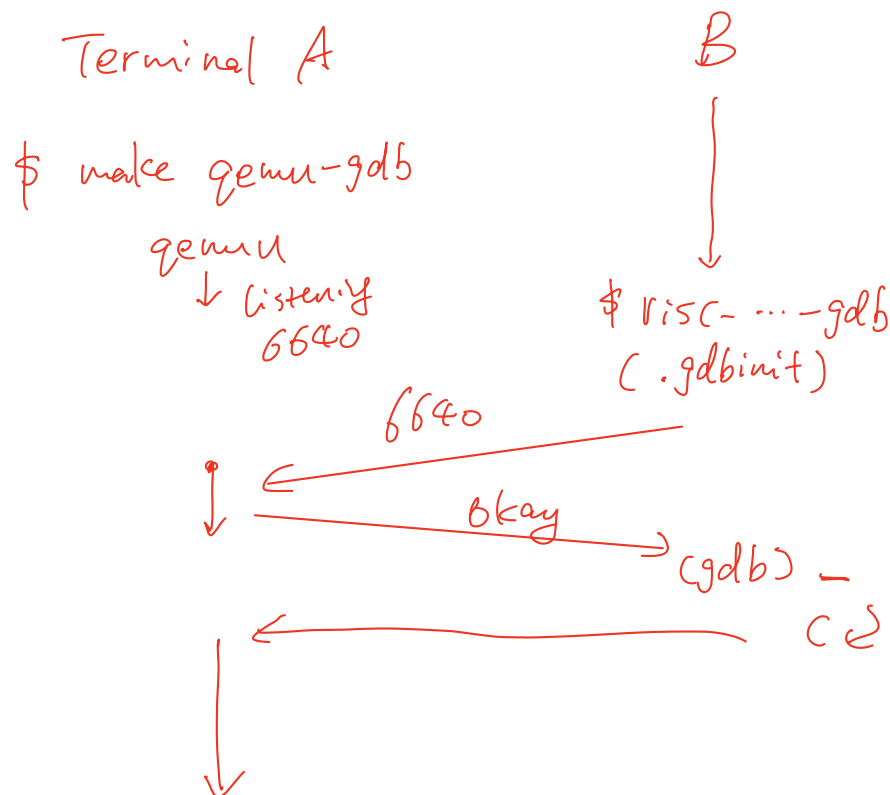 Terminal A
B
$ make qemu-gdb
qemu
listening
6640
$ risc- ... -gdb
(.gdbinit)
6640
okay
(gdb) _
c